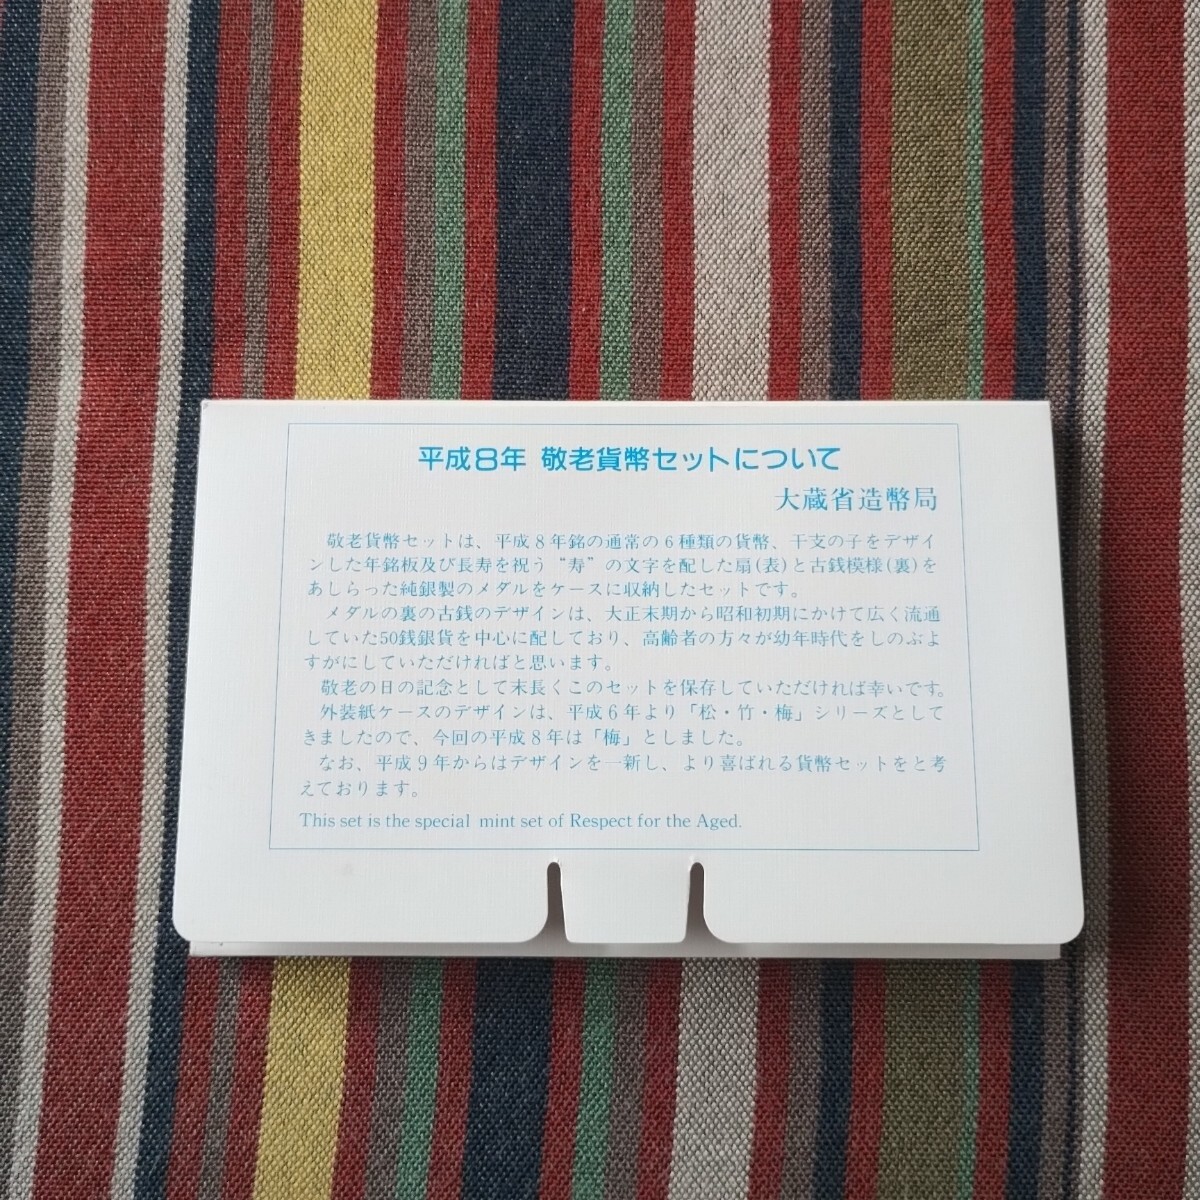 平成8年 敬老貨幣セットについて
大蔵省造幣局
敬老貨幣セットは、平成8年銘の通常の6種類の貨幣、干支の子をデザイ
ンした年銘板及び長寿を祝う“寿”の文字を配した扇(表)と古銭模様(裏)を
あしらった純銀製のメダルをケースに収納したセットです。
メダルの裏の古銭のデザインは、大正末期から昭和初期にかけて広く流通
していた50銭銀貨を中心に配しており、高齢者の方々が幼年時代をしのぶよ
すがにしていただければと思います。
敬老の日の記念として末長くこのセットを保存していただければ幸いです。
外装紙ケースのデザインは、平成6年より「松・竹・梅」シリーズとして
きましたので、今回の平成8年は「梅」としました。
なお、平成9年からはデザインを一新し、より喜ばれる貨幣セットをと考
えております。
This set is the special mint set of Respect for the Aged.